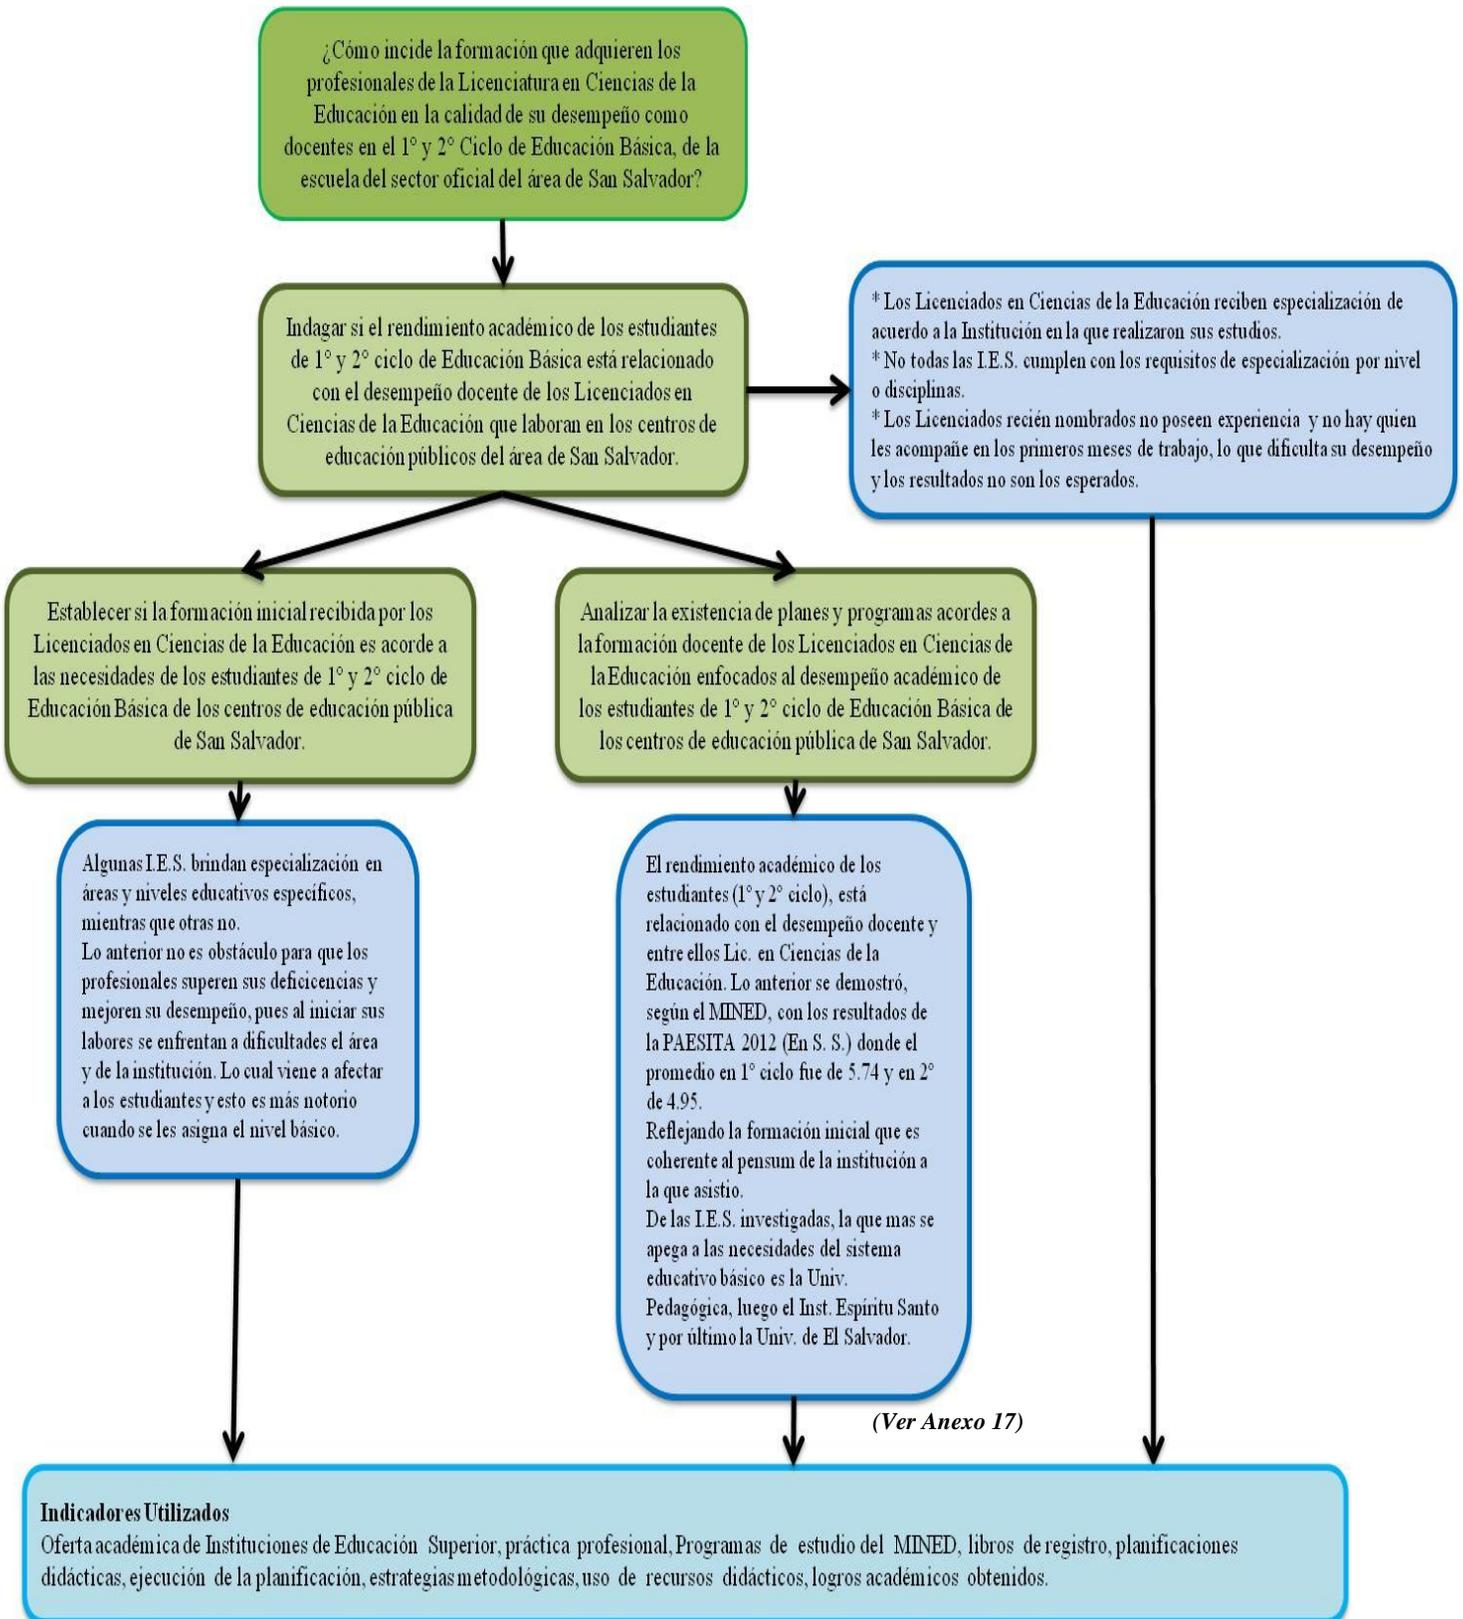 ¿Cómo incide la formación que adquieren los
profesionales de la Licenciatura en Ciencias de la
Educación en la calidad de su desempeño como
docentes en el 1° y 2° Ciclo de Educación Básica, de la
escuela del sector oficial del área de San Salvador?
Indagar si el rendimiento académico de los estudiantes
de 1° y 2° ciclo de Educación Básica está relacionado
con el desempeño docente de los Licenciados en
Ciencias de la Educación que laboran en los centros de
educación públicos del área de San Salvador.
* Los Licenciados en Ciencias de la Educación reciben especialización de
acuerdo a la Institución en la que realizaron sus estudios.
* No todas las I.E.S. cumplen con los requisitos de especialización por nivel
o disciplinas.
* Los Licenciados recién nombrados no poseen experiencia y no hay quien
les acompañe en los primeros meses de trabajo, lo que dificulta su desempeño
y los resultados no son los esperados.
Establecer si la formación inicial recibida por los
Licenciados en Ciencias de la Educación es acorde a
las necesidades de los estudiantes de 1° y 2° ciclo de
Educación Básica de los centros de educación pública
de San Salvador.
Analizar la existencia de planes y programas acordes a
la formación docente de los Licenciados en Ciencias de
la Educación enfocados al desempeño académico de
los estudiantes de 1° y 2° ciclo de Educación Básica de
los centros de educación pública de San Salvador.
Algunas I.E.S. brindan especialización en
áreas y niveles educativos específicos,
mientras que otras no.
Lo anterior no es obstáculo para que los
profesionales superen sus deficicencias y
mejoren su desempeño, pues al iniciar sus
labores se enfrentan a dificultades el área
y de la institución. Lo cual viene a afectar
a los estudiantes y esto es más notorio
cuando se les asigna el nivel básico.
El rendimiento académico de los
estudiantes (1° y 2° ciclo), está
relacionado con el desempeño docente y
entre ellos Lic. en Ciencias de la
Educación. Lo anterior se demostró,
según el MINED, con los resultados de
la PAESITA 2012 (En S. S.) donde el
promedio en 1° ciclo fue de 5.74 y en 2°
de 4.95.
Reflejando la formación inicial que es
coherente al pensum de la institución a
la que asistio.
De las I.E.S. investigadas, la que mas se
apega a las necesidades del sistema
educativo básico es la Univ.
Pedagógica, luego el Inst. Espíritu Santo
y por último la Univ. de El Salvador.
(Ver Anexo 17)
Indicadores Utilizados
Oferta académica de Instituciones de Educación Superior, práctica profesional, Programas de estudio del MINED, libros de registro, planificaciones
didácticas, ejecución de la planificación, estrategias metodológicas, uso de recursos didácticos, logros académicos obtenidos.